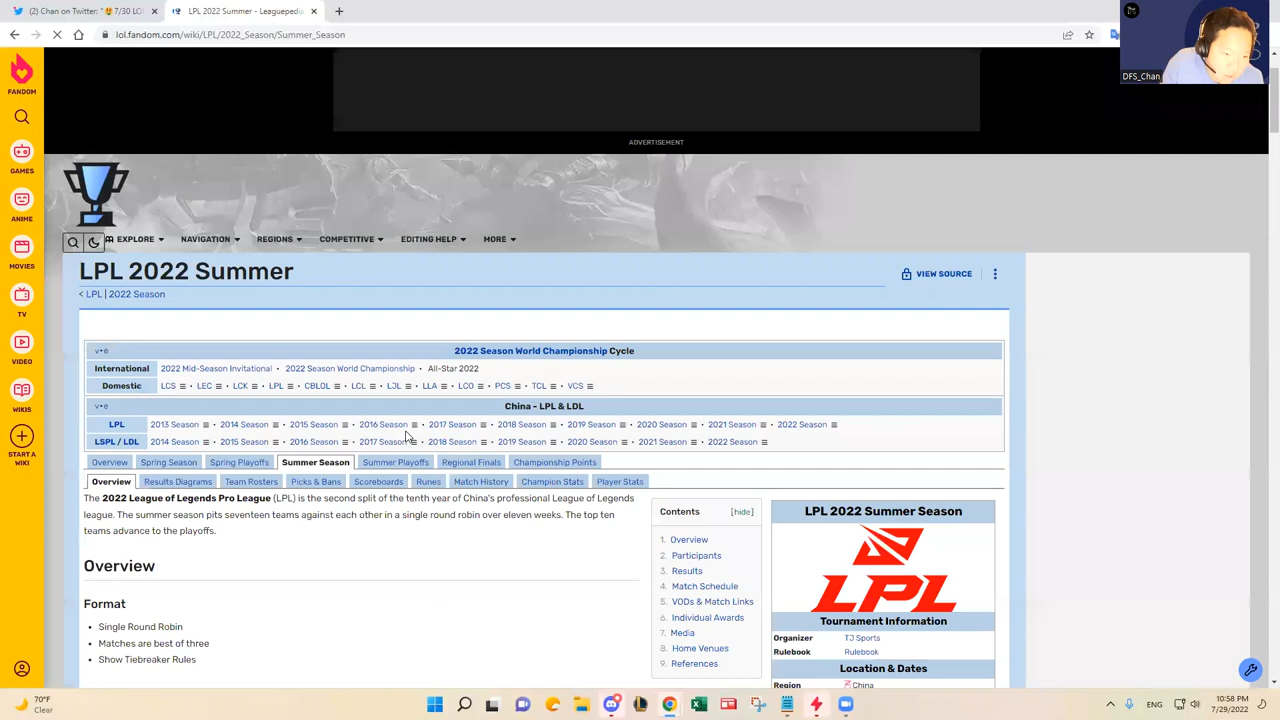 (2) Chan on Twitter: "😲7/30 LO
LPL 2022 Summer - Leaguepedia |
lol.fandom.com/wiki/LPL/2022_Season/Summer_Season
DFS_Chan
FANDOM
GAMES
ANIME
MOVIES
TV
VIDEO
WIKIS
START A
WIKI
ADVERTISEMENT
EXPLORE NAVIGATION REGIONS COMPETITIVE EDITING HELP MORE
LPL 2022 Summer
VIEW SOURCE
< LPL | 2022 Season
v•e 2022 Season World Championship Cycle
International 2022 Mid-Season Invitational • 2022 Season World Championship • All-Star 2022
Domestic LCS • LEC • LCK • LPL • CBLOL • LCL • LJL • LLA • LCO • PCS • TCL • VCS
v•e China - LPL & LDL
LPL 2013 Season • 2014 Season • 2015 Season • 2016 Season • 2017 Season • 2018 Season • 2019 Season • 2020 Season • 2021 Season • 2022 Season
LSPL / LDL 2014 Season • 2015 Season • 2016 Season • 2017 Season • 2018 Season • 2019 Season • 2020 Season • 2021 Season • 2022 Season
Overview Spring Season Spring Playoffs Summer Season Summer Playoffs Regional Finals Championship Points
Overview Results Diagrams Team Rosters Picks & Bans Scoreboards Runes Match History Champion Stats Player Stats
The 2022 League of Legends Pro League (LPL) is the second split of the tenth year of China's professional League of Legends
league. The summer season pits seventeen teams against each other in a single round robin over eleven weeks. The top ten
teams advance to the playoffs.
Overview
Format
• Single Round Robin
• Matches are best of three
• Show Tiebreaker Rules
Contents [hide]
1. Overview
2. Participants
3. Results
4. Match Schedule
5. VODs & Match Links
6. Individual Awards
7. Media
8. Home Venues
9. References
LPL 2022 Summer Season
LPL
Tournament Information
Organizer TJ Sports
Rulebook Rulebook
Location & Dates
Region China
70°F
Clear
ENG
10:58 PM
7/29/2022